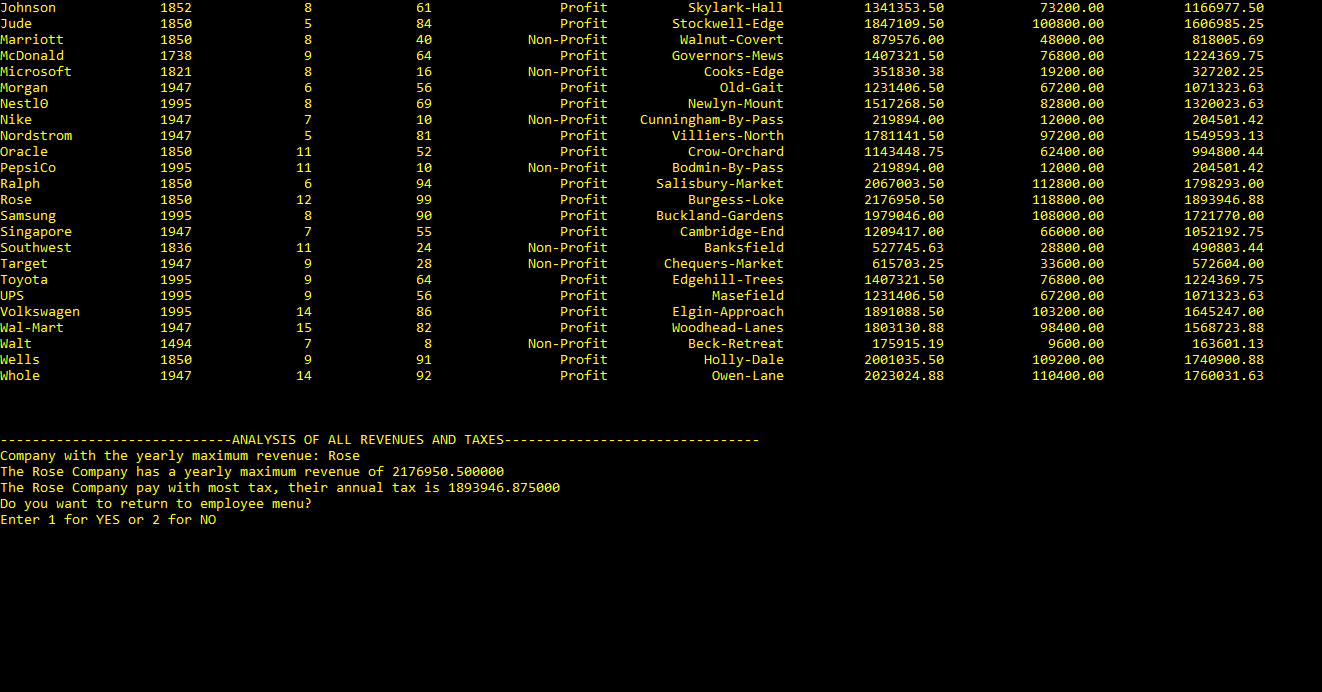 Johnson 1852 8 61 Profit Skylark-Hall 1341353.50 73200.00 1166977.50
Jude 1850 5 84 Profit Stockwell-Edge 1847109.50 100800.00 1606985.25
Marriott 1850 8 40 Non-Profit Walnut-Covert 879576.00 48000.00 818005.69
McDonald 1738 9 64 Profit Governors-Mews 1407321.50 76800.00 1224369.75
Microsoft 1821 8 16 Non-Profit Cooks-Edge 351830.38 19200.00 327202.25
Morgan 1947 6 56 Profit Old-Gait 1231406.50 67200.00 1071323.63
NestlΘ 1995 8 69 Profit Newlyn-Mount 1517268.50 82800.00 1320023.63
Nike 1947 7 10 Non-Profit Cunningham-By-Pass 219894.00 12000.00 204501.42
Nordstrom 1947 5 81 Profit Villiers-North 1781141.50 97200.00 1549593.13
Oracle 1850 11 52 Profit Crow-Orchard 1143448.75 62400.00 994800.44
PepsiCo 1995 11 10 Non-Profit Bodmin-By-Pass 219894.00 12000.00 204501.42
Ralph 1850 6 94 Profit Salisbury-Market 2067003.50 112800.00 1798293.00
Rose 1850 12 99 Profit Burgess-Loke 2176950.50 118800.00 1893946.88
Samsung 1995 8 90 Profit Buckland-Gardens 1979046.00 108000.00 1721770.00
Singapore 1947 7 55 Profit Cambridge-End 1209417.00 66000.00 1052192.75
Southwest 1836 11 24 Non-Profit Banksfield 527745.63 28800.00 490803.44
Target 1947 9 28 Non-Profit Chequers-Market 615703.25 33600.00 572604.00
Toyota 1995 9 64 Profit Edgehill-Trees 1407321.50 76800.00 1224369.75
UPS 1995 9 56 Profit Masefield 1231406.50 67200.00 1071323.63
Volkswagen 1995 14 86 Profit Elgin-Approach 1891088.50 103200.00 1645247.00
Wal-Mart 1947 15 82 Profit Woodhead-Lanes 1803130.88 98400.00 1568723.88
Walt 1494 7 8 Non-Profit Beck-Retreat 175915.19 9600.00 163601.13
Wells 1850 9 91 Profit Holly-Dale 2001035.50 109200.00 1740900.88
Whole 1947 14 92 Profit Owen-Lane 2023024.88 110400.00 1760031.63
-----------------------------ANALYSIS OF ALL REVENUES AND TAXES--------------------------------
Company with the yearly maximum revenue: Rose
The Rose Company has a yearly maximum revenue of 2176950.500000
The Rose Company pay with most tax, their annual tax is 1893946.875000
Do you want to return to employee menu?
Enter 1 for YES or 2 for NO